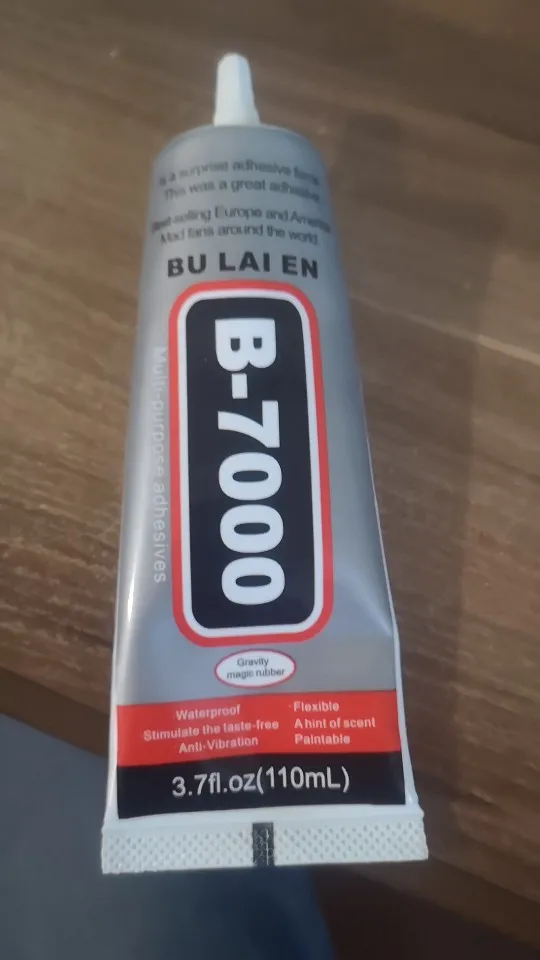 is a surprise adhesive force
This was a great adhesive
Best-selling Europe and America
Mad fans around the world
BU LAI EN
B-7000
Multi-purpose adhesives
Gravity
magic rubber
Waterproof
Stimulate the taste-free
Anti-Vibration
Flexible
A hint of scent
Paintable
3.7fl.oz(110mL)